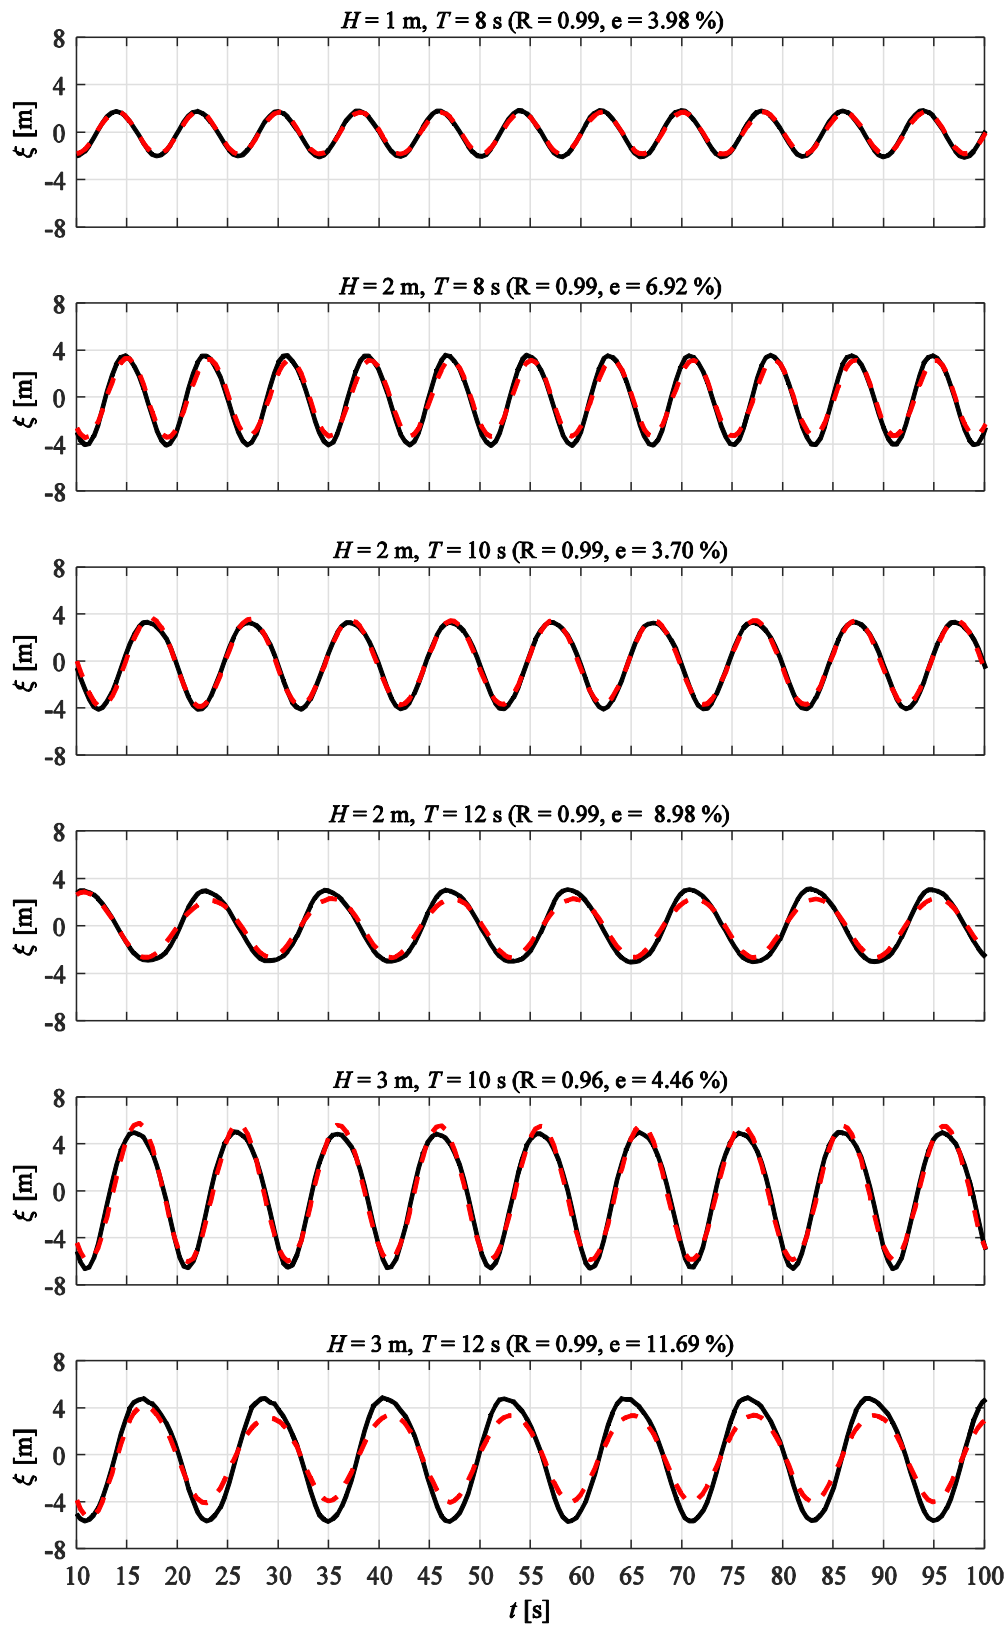 H = 1 m, T = 8 s (R = 0.99, e = 3.98 %)
8
4
0
-4
-8
ξ [m]
H = 2 m, T = 8 s (R = 0.99, e = 6.92 %)
8
4
0
-4
-8
ξ [m]
H = 2 m, T = 10 s (R = 0.99, e = 3.70 %)
8
4
0
-4
-8
ξ [m]
H = 2 m, T = 12 s (R = 0.99, e =  8.98 %)
8
4
0
-4
-8
ξ [m]
H = 3 m, T = 10 s (R = 0.96, e = 4.46 %)
8
4
0
-4
-8
ξ [m]
H = 3 m, T = 12 s (R = 0.99, e = 11.69 %)
8
4
0
-4
-8
ξ [m]
10 15 20 25 30 35 40 45 50 55 60 65 70 75 80 85 90 95 100
t [s]